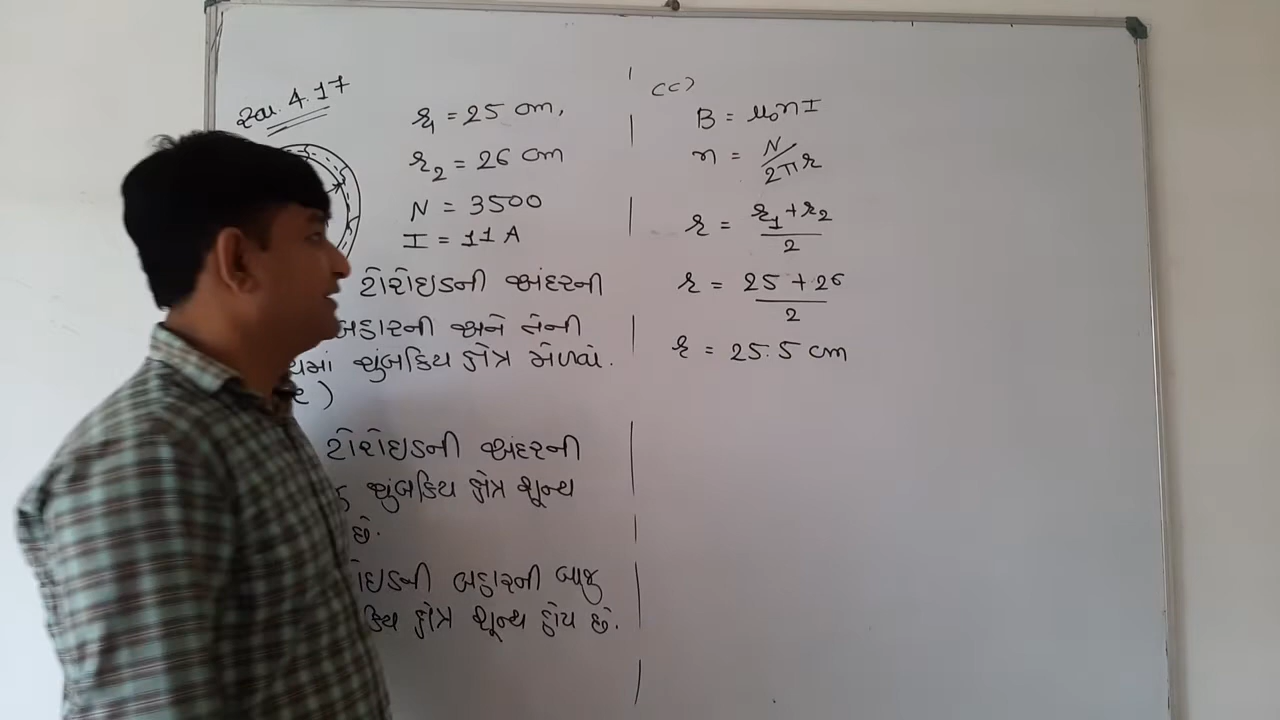 સ્વા. 4.17
r₁ = 25 cm,
r₂ = 26 cm
N = 3500
I = 11 A
ટોરોઇડની અંદરની
બહારની અને તેની
ચુંબકિય ક્ષેત્ર મેળવો.
)
ટોરોઇડની અંદરની
ચુંબકિય ક્ષેત્ર શૂન્ય
છે.
બહારની બાજુ
ક્ષેત્ર શૂન્ય હોય છે.
(c)
B = μ₀nI
n = N/2πr
r = r₁+r₂/2
r = 25 + 26/2
r = 25.5 cm